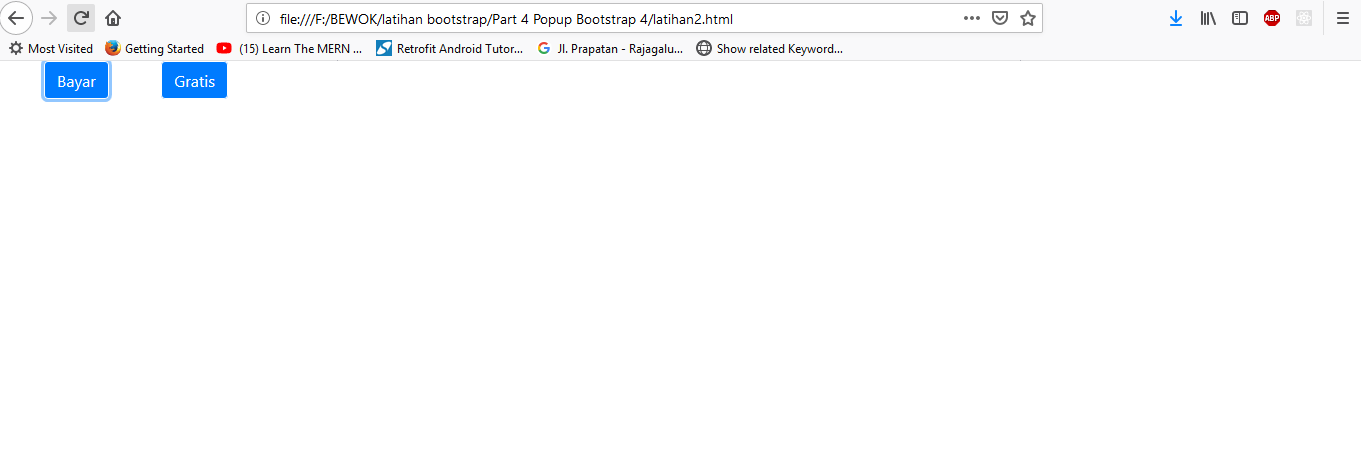 file:///F:/BEWOK/latihan bootstrap/Part 4 Popup Bootstrap 4/latihan2.html
ABP
Most Visited Getting Started (15) Learn The MERN ... Retrofit Android Tutor... Jl. Prapatan - Rajagalu... Show related Keyword...
Bayar Gratis